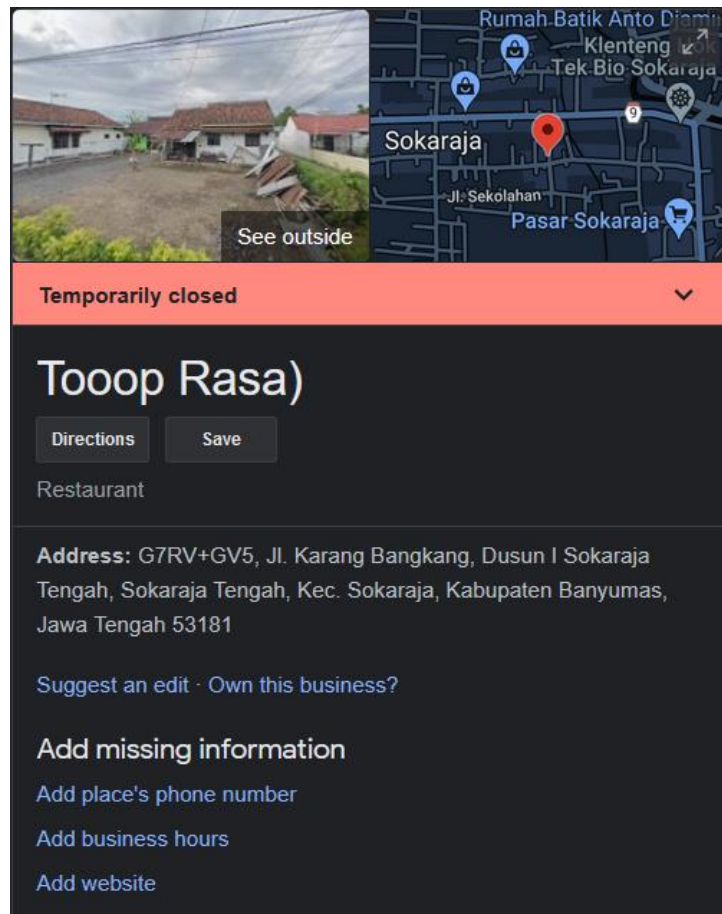 Rumah Batik Anto Djamil
Klenteng Hok
Tek Bio Sokaraja
9
Sokaraja
Jl. Sekolahan
Pasar Sokaraja
See outside
Temporarily closed
Tooop Rasa)
Directions Save
Restaurant
Address: G7RV+GV5, Jl. Karang Bangkang, Dusun I Sokaraja
Tengah, Sokaraja Tengah, Kec. Sokaraja, Kabupaten Banyumas,
Jawa Tengah 53181
Suggest an edit · Own this business?
Add missing information
Add place's phone number
Add business hours
Add website